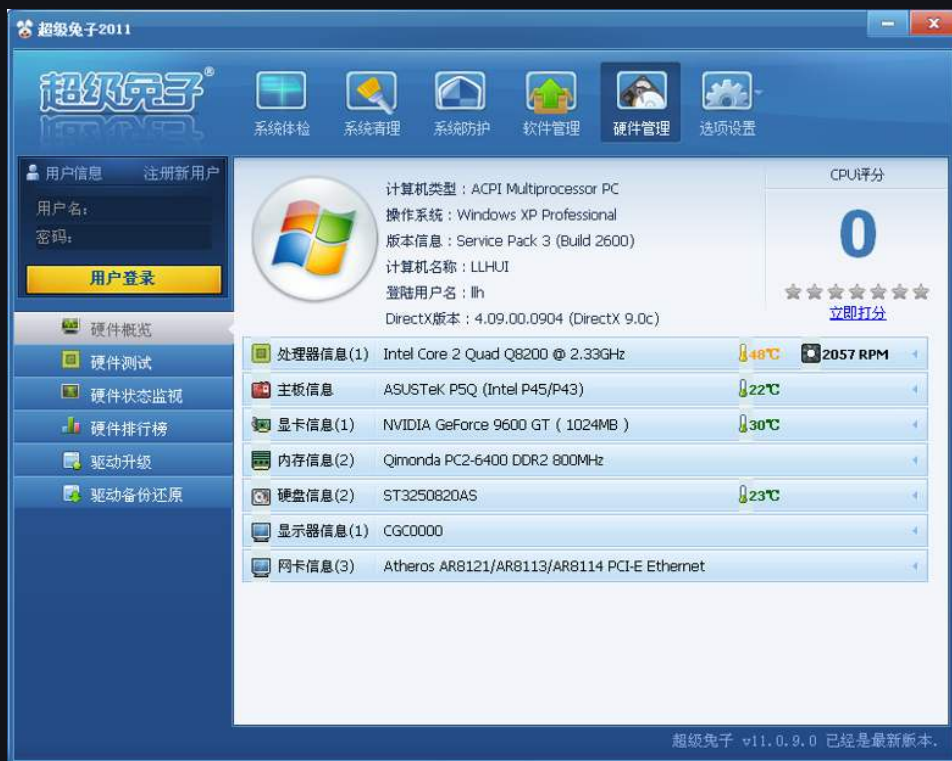 超级兔子2011
超级兔子®
系统体检 系统清理 系统防护 软件管理 硬件管理 选项设置
用户信息 注册新用户
用户名:
密码:
用户登录
硬件概览
硬件测试
硬件状态监视
硬件排行榜
驱动升级
驱动备份还原
计算机类型：ACPI Multiprocessor PC
操作系统：Windows XP Professional
版本信息：Service Pack 3 (Build 2600)
计算机名称：LLHUI
登陆用户名：llh
DirectX版本：4.09.00.0904 (DirectX 9.0c)
CPU评分
0
立即打分
处理器信息(1) Intel Core 2 Quad Q8200 @ 2.33GHz 48℃ 2057 RPM
主板信息 ASUSTeK P5Q (Intel P45/P43) 22℃
显卡信息(1) NVIDIA GeForce 9600 GT ( 1024MB ) 30℃
内存信息(2) Qimonda PC2-6400 DDR2 800MHz
硬盘信息(2) ST3250820AS 23℃
显示器信息(1) CGC0000
网卡信息(3) Atheros AR8121/AR8113/AR8114 PCI-E Ethernet
超级兔子 v11.0.9.0 已经是最新版本.